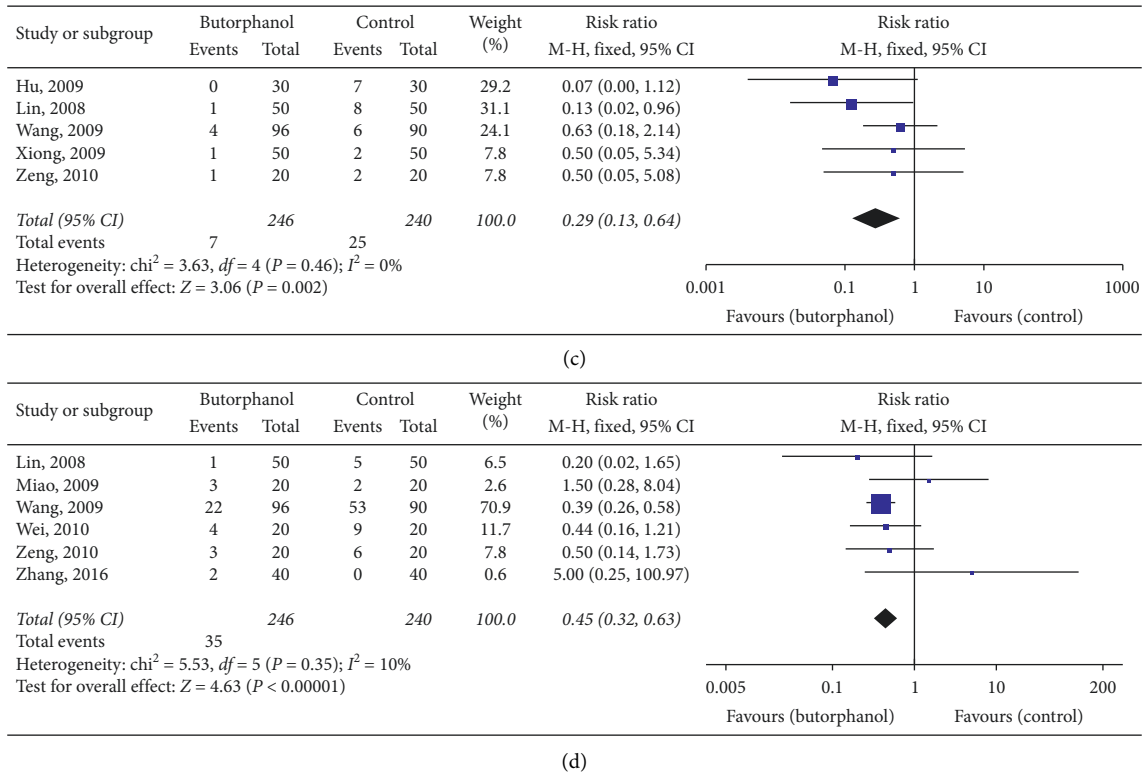 Study or subgroup Butorphanol Control Weight (%) Risk ratio Risk ratio
Events Total Events Total M-H, fixed, 95% CI M-H, fixed, 95% CI
Hu, 2009 0 30 7 30 29.2 0.07 (0.00, 1.12)
Lin, 2008 1 50 8 50 31.1 0.13 (0.02, 0.96)
Wang, 2009 4 96 6 90 24.1 0.63 (0.18, 2.14)
Xiong, 2009 1 50 2 50 7.8 0.50 (0.05, 5.34)
Zeng, 2010 1 20 2 20 7.8 0.50 (0.05, 5.08)
Total (95% CI) 246 240 100.0 0.29 (0.13, 0.64)
Total events 7 25
Heterogeneity: chi² = 3.63, df = 4 (P = 0.46); I² = 0%
Test for overall effect: Z = 3.06 (P = 0.002)
0.001 0.1 1 10 1000
Favours (butorphanol) Favours (control)
(c)
Study or subgroup Butorphanol Control Weight (%) Risk ratio Risk ratio
Events Total Events Total M-H, fixed, 95% CI M-H, fixed, 95% CI
Lin, 2008 1 50 5 50 6.5 0.20 (0.02, 1.65)
Miao, 2009 3 20 2 20 2.6 1.50 (0.28, 8.04)
Wang, 2009 22 96 53 90 70.9 0.39 (0.26, 0.58)
Wei, 2010 4 20 9 20 11.7 0.44 (0.16, 1.21)
Zeng, 2010 3 20 6 20 7.8 0.50 (0.14, 1.73)
Zhang, 2016 2 40 0 40 0.6 5.00 (0.25, 100.97)
Total (95% CI) 246 240 100.0 0.45 (0.32, 0.63)
Total events 35
Heterogeneity: chi² = 5.53, df = 5 (P = 0.35); I² = 10%
Test for overall effect: Z = 4.63 (P < 0.00001)
0.005 0.1 1 10 200
Favours (butorphanol) Favours (control)
(d)